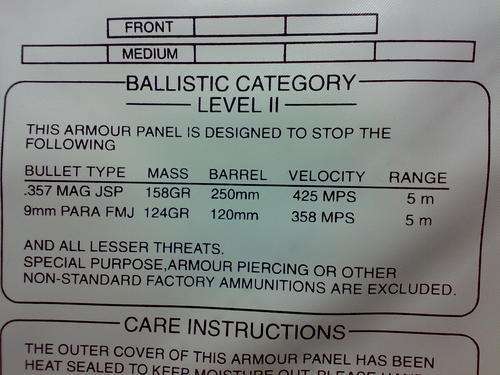 FRONT
MEDIUM
BALLISTIC CATEGORY
LEVEL II
THIS ARMOUR PANEL IS DESIGNED TO STOP THE
FOLLOWING
BULLET TYPE MASS BARREL VELOCITY RANGE
.357 MAG JSP 158GR 250mm 425 MPS 5 m
9mm PARA FMJ 124GR 120mm 358 MPS 5 m
AND ALL LESSER THREATS.
SPECIAL PURPOSE,ARMOUR PIERCING OR OTHER
NON-STANDARD FACTORY AMMUNITIONS ARE EXCLUDED.
CARE INSTRUCTIONS
THE OUTER COVER OF THIS ARMOUR PANEL HAS BEEN
HEAT SEALED TO KEEP MOISTURE OUT. PLEASE